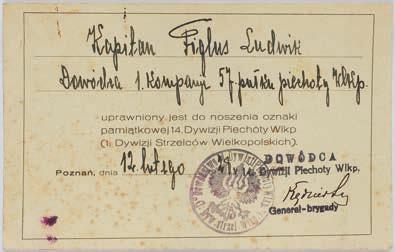 Kapitan Figlus Ludwik
Dowódca 1. Kompanji 57. pułku piechoty Wlkp.
uprawniony jest do noszenia oznaki
pamiątkowej 14. Dywizji Piechoty Wlkp
(1. Dywizji Strzelców Wielkopolskich).
Poznań, dnia 12. lutego
DOWÓDCA
14. Dywizji Piechoty Wlkp.
Generał-brygady